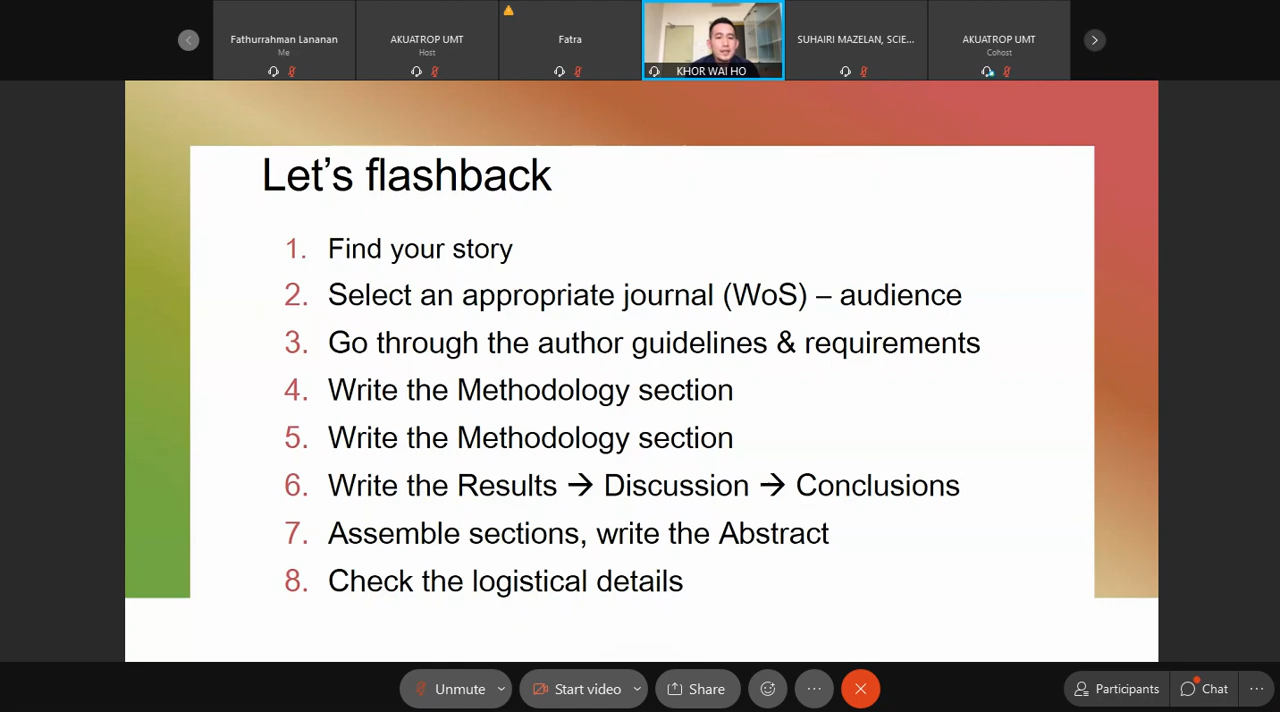 Fathurrahman Lananan
Me
AKUATROP UMT
Host
Fatra
KHOR WAI HO
SUHAIRI MAZELAN, SCIE...
AKUATROP UMT
Cohost
Let's flashback
1. Find your story
2. Select an appropriate journal (WoS) – audience
3. Go through the author guidelines & requirements
4. Write the Methodology section
5. Write the Methodology section
6. Write the Results → Discussion → Conclusions
7. Assemble sections, write the Abstract
8. Check the logistical details
Unmute
Start video
Share
Participants
Chat